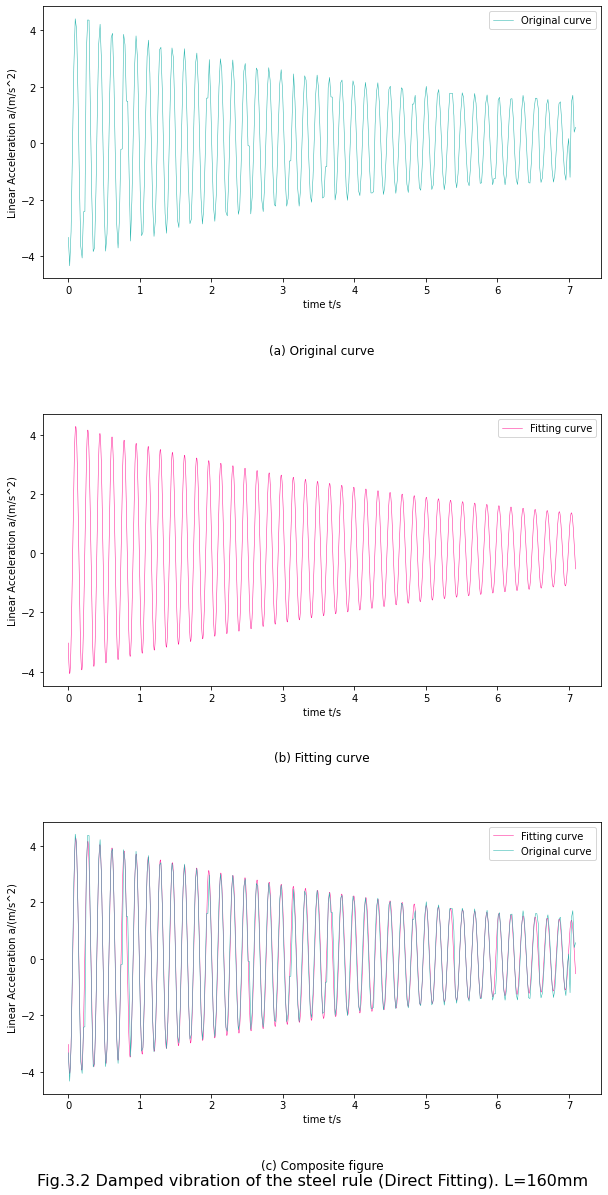 Original curve
4
2
0
−2
−4
Linear Acceleration a/(m/s^2)
0 1 2 3 4 5 6 7
time t/s
(a) Original curve
Fitting curve
4
2
0
−2
−4
Linear Acceleration a/(m/s^2)
0 1 2 3 4 5 6 7
time t/s
(b) Fitting curve
Fitting curve
Original curve
4
2
0
−2
−4
Linear Acceleration a/(m/s^2)
0 1 2 3 4 5 6 7
time t/s
(c) Composite figure
Fig.3.2 Damped vibration of the steel rule (Direct Fitting). L=160mm